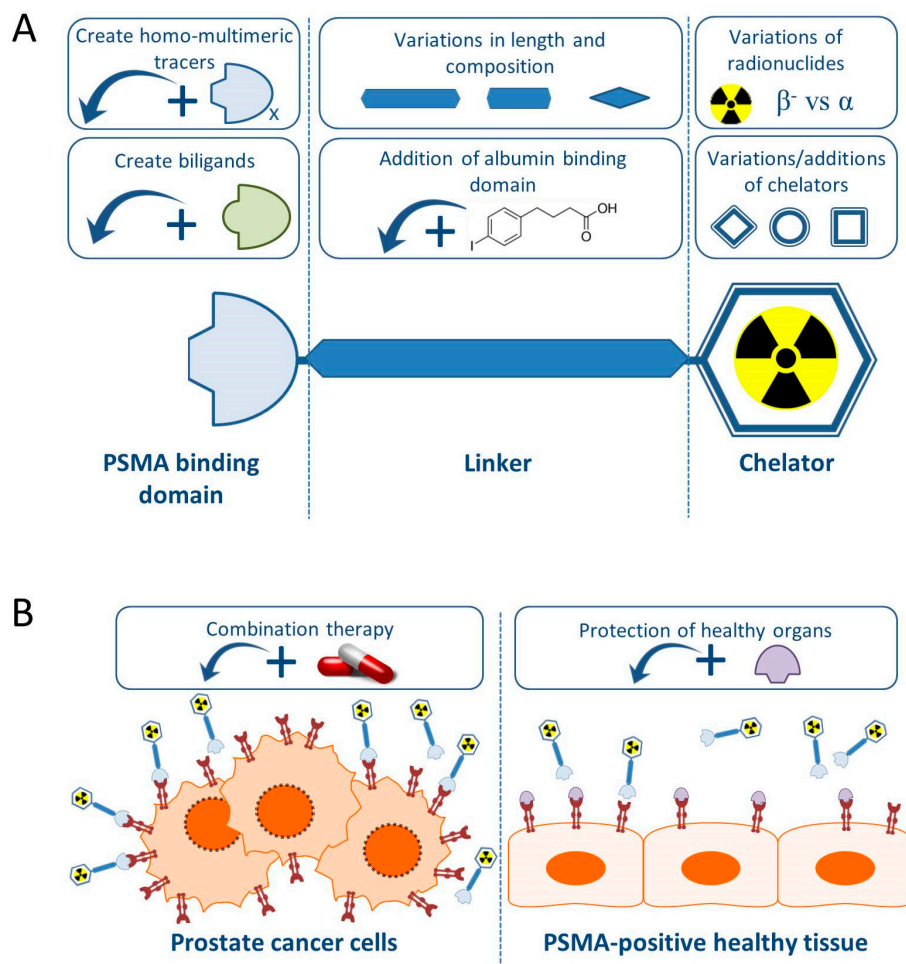 A
Create homo-multimeric
tracers
x
Variations in length and
composition
Variations of
radionuclides
β⁻ vs α
Create biligands
Addition of albumin binding
domain
OH
O
I
Variations/additions
of chelators
PSMA binding
domain
Linker
Chelator
B
Combination therapy
Protection of healthy organs
Prostate cancer cells
PSMA-positive healthy tissue